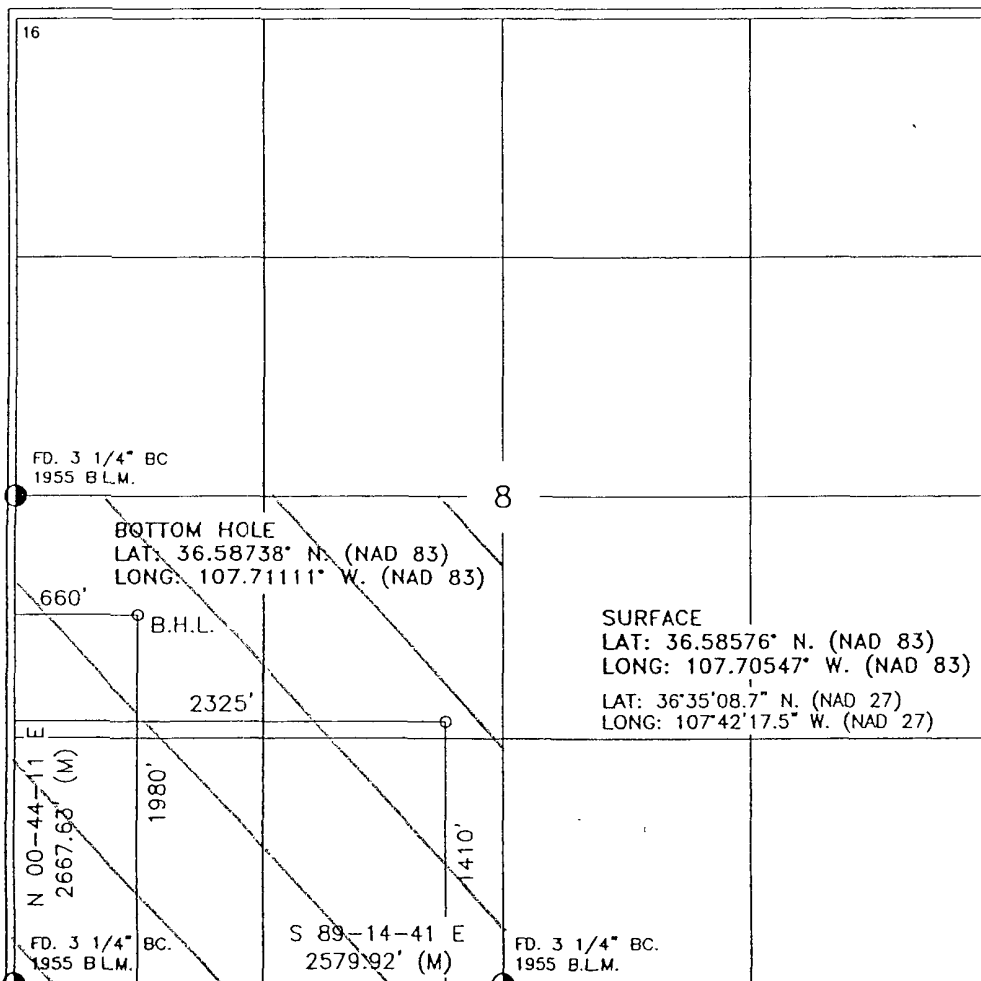 16
FD. 3 1/4" BC
1955 B.L.M.
8
BOTTOM HOLE
LAT: 36.58738° N. (NAD 83)
LONG: 107.71111° W. (NAD 83)
660'
B.H.L.
SURFACE
LAT: 36.58576° N. (NAD 83)
LONG: 107.70547° W. (NAD 83)
LAT: 36°35'08.7" N. (NAD 27)
LONG: 107°42'17.5" W. (NAD 27)
2325'
N 00-44-11 E
2667.63' (M)
1980'
1410'
S 89-14-41 E
2579.92' (M)
FD. 3 1/4" BC.
1955 B.L.M.
FD. 3 1/4" BC.
1955 B.L.M.